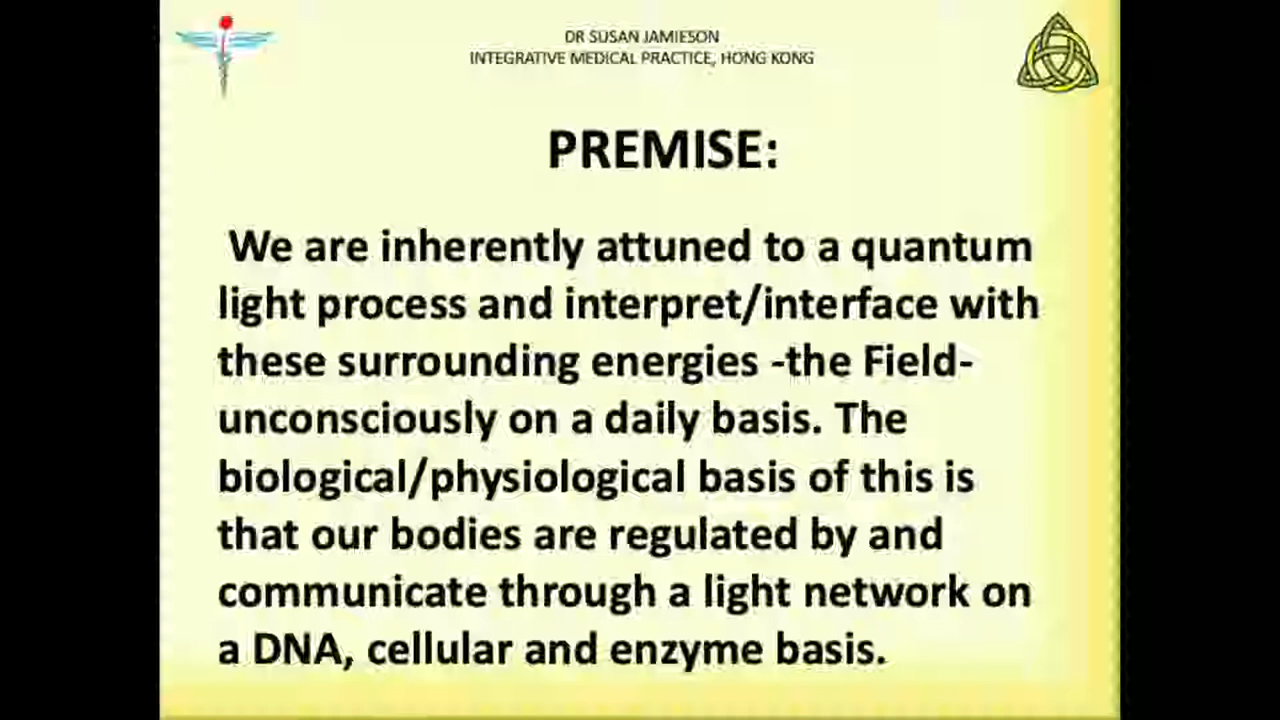 DR SUSAN JAMIESON
INTEGRATIVE MEDICAL PRACTICE, HONG KONG
PREMISE:
We are inherently attuned to a quantum
light process and interpret/interface with
these surrounding energies -the Field-
unconsciously on a daily basis. The
biological/physiological basis of this is
that our bodies are regulated by and
communicate through a light network on
a DNA, cellular and enzyme basis.